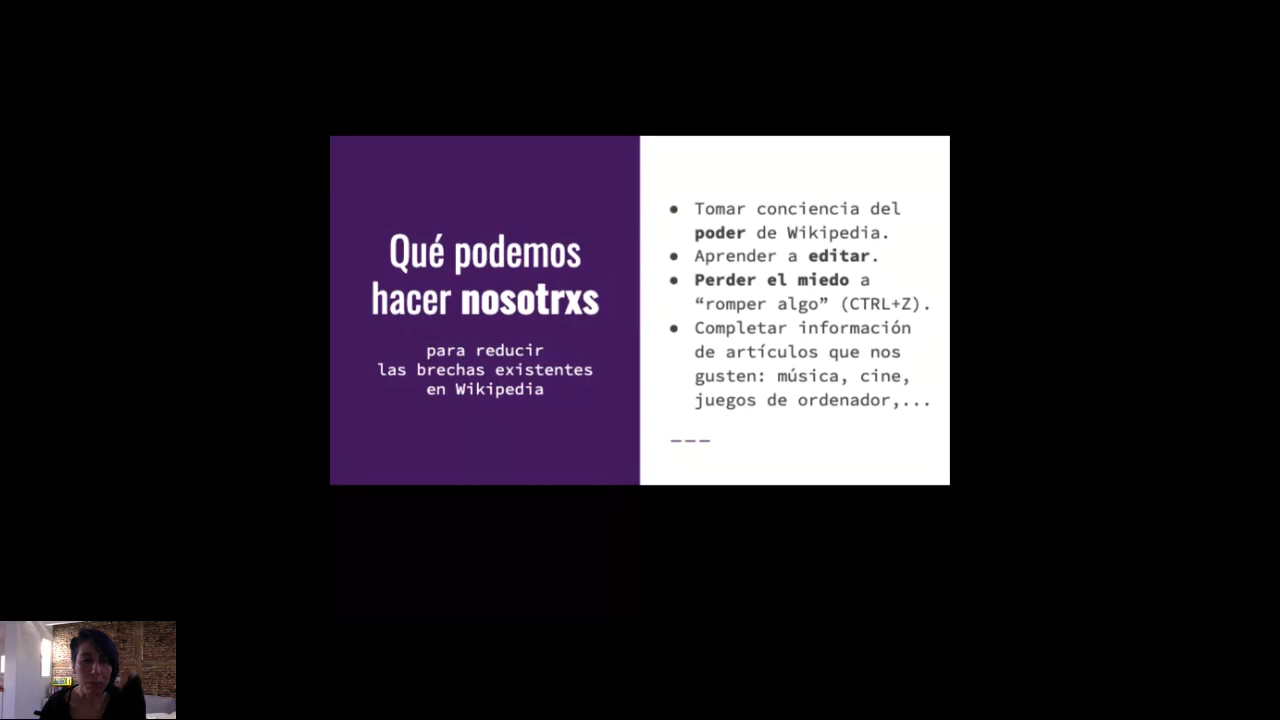 Qué podemos
hacer nosotrxs
para reducir
las brechas existentes
en Wikipedia
● Tomar conciencia del
poder de Wikipedia.
● Aprender a editar.
● Perder el miedo a
“romper algo” (CTRL+Z).
● Completar información
de artículos que nos
gusten: música, cine,
juegos de ordenador,...